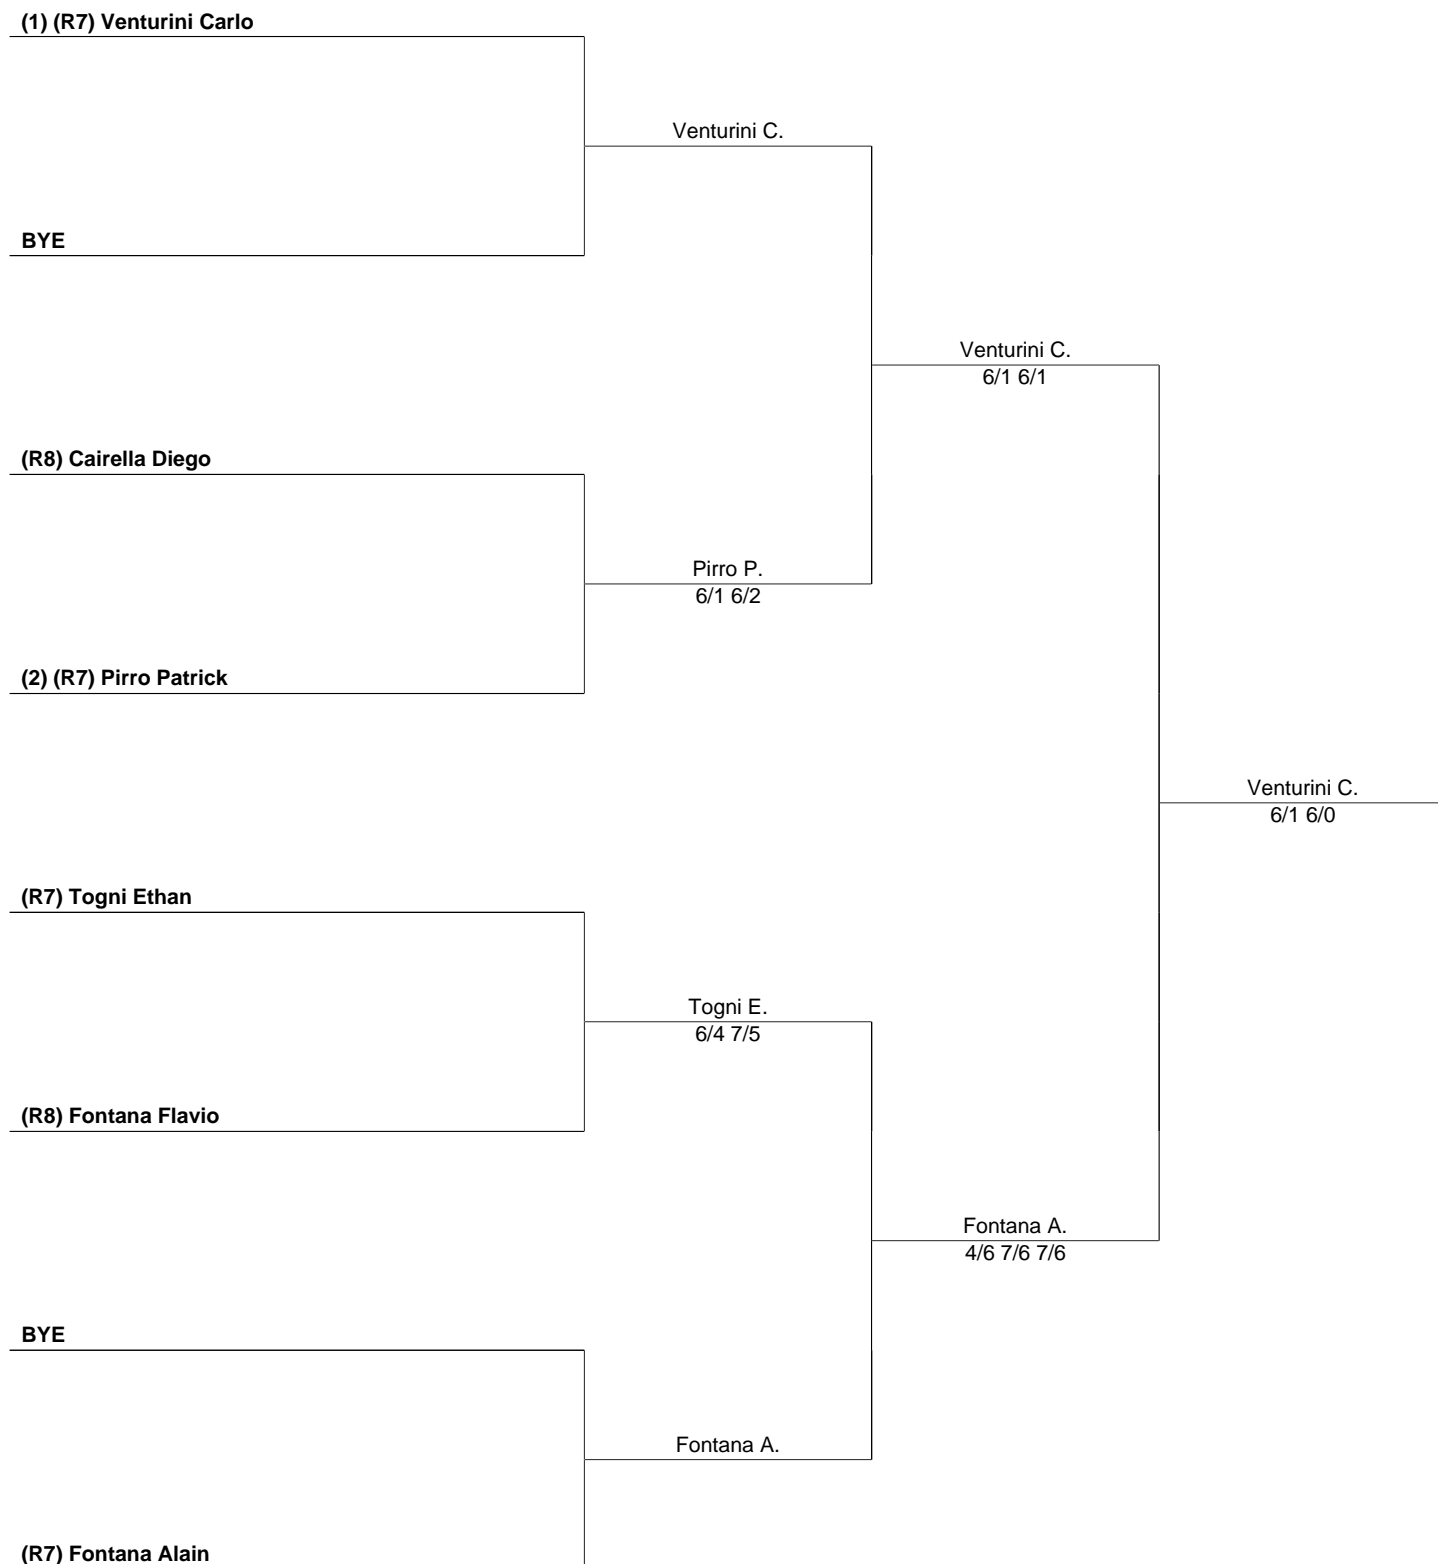 (1) (R7) Venturini Carlo
Venturini C.
BYE
Venturini C.
6/1 6/1
(R8) Cairella Diego
Pirro P.
6/1 6/2
(2) (R7) Pirro Patrick
Venturini C.
6/1 6/0
(R7) Togni Ethan
Togni E.
6/4 7/5
(R8) Fontana Flavio
Fontana A.
4/6 7/6 7/6
BYE
Fontana A.
(R7) Fontana Alain